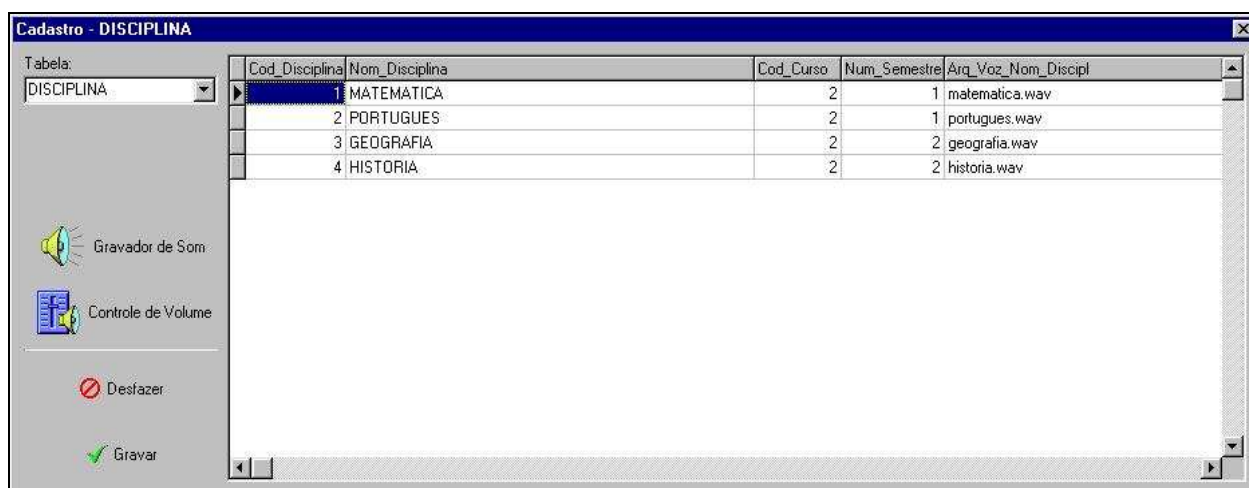 Cadastro - DISCIPLINA
Tabela:
DISCIPLINA
Cod_Disciplina Nom_Disciplina Cod_Curso Num_Semestre Arq_Voz_Nom_Discipl
1 MATEMATICA 2 1 matematica.wav
2 PORTUGUES 2 1 portugues.wav
3 GEOGRAFIA 2 2 geografia.wav
4 HISTORIA 2 2 historia.wav
Gravador de Som
Controle de Volume
Desfazer
Gravar